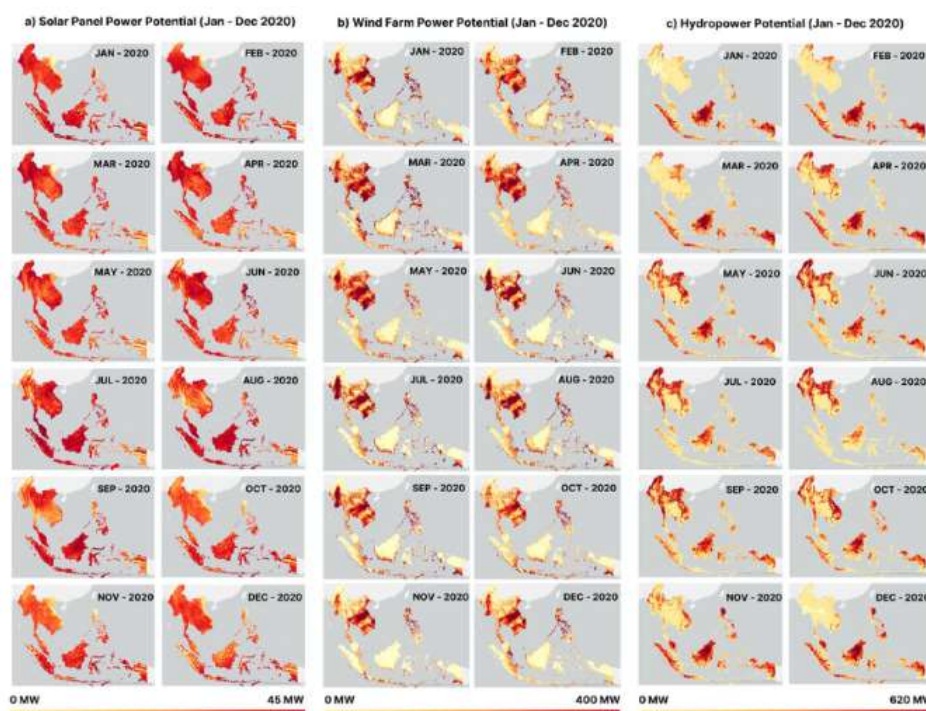 a) Solar Panel Power Potential (Jan - Dec 2020)
JAN - 2020
FEB - 2020
MAR - 2020
APR - 2020
MAY - 2020
JUN - 2020
JUL - 2020
AUG - 2020
SEP - 2020
OCT - 2020
NOV - 2020
DEC - 2020
0 MW
45 MW
b) Wind Farm Power Potential (Jan - Dec 2020)
JAN - 2020
FEB - 2020
MAR - 2020
APR - 2020
MAY - 2020
JUN - 2020
JUL - 2020
AUG - 2020
SEP - 2020
OCT - 2020
NOV - 2020
DEC - 2020
0 MW
400 MW
c) Hydropower Potential (Jan - Dec 2020)
JAN - 2020
FEB - 2020
MAR - 2020
APR - 2020
MAY - 2020
JUN - 2020
JUL - 2020
AUG - 2020
SEP - 2020
OCT - 2020
NOV - 2020
DEC - 2020
0 MW
620 MW